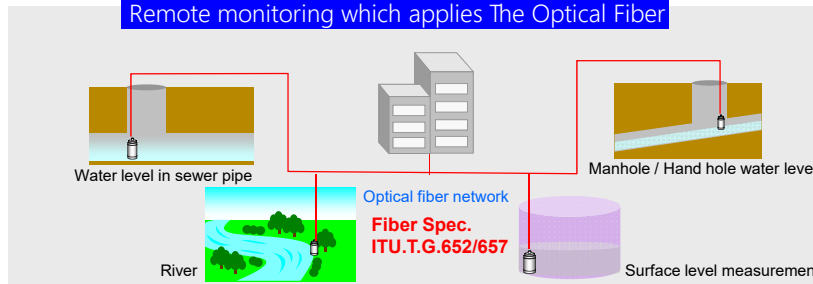 Remote monitoring which applies The Optical Fiber
Water level in sewer pipe
Manhole / Hand hole water leve
Optical fiber network
Fiber Spec.
ITU.T.G.652/657
River
Surface level measuremen